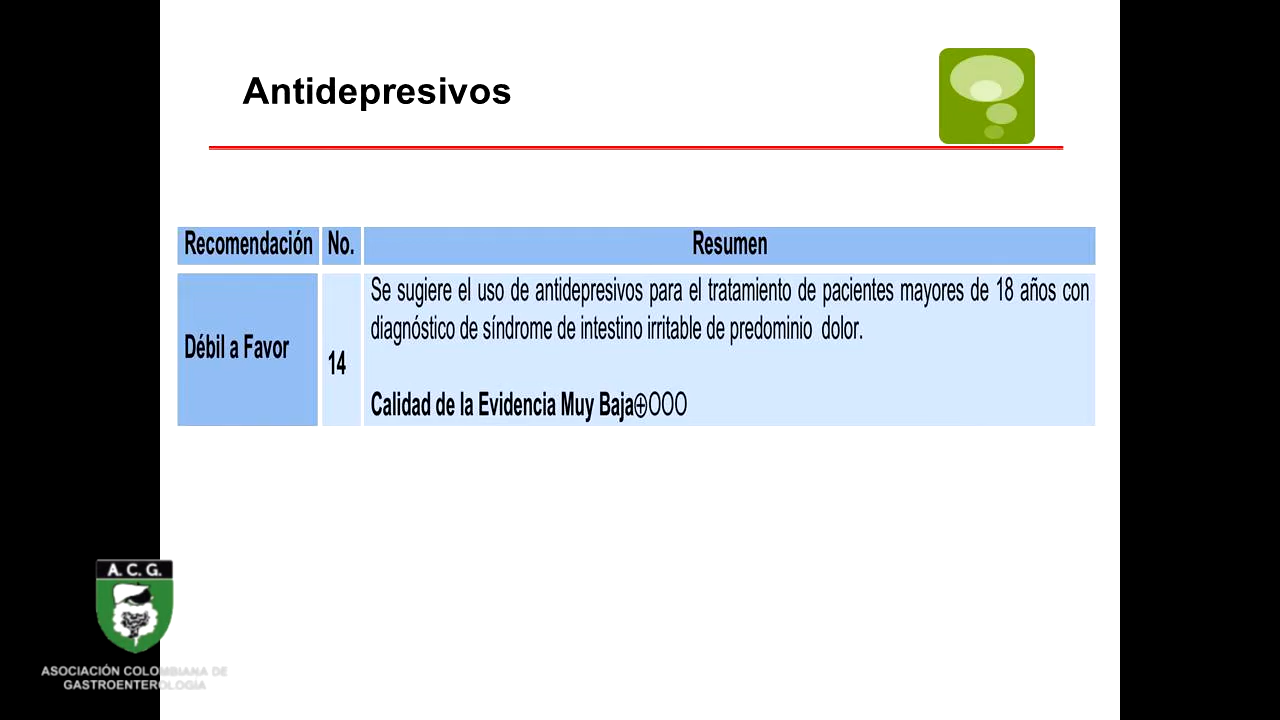 Antidepresivos
Recomendación No. Resumen
Débil a Favor
14
Se sugiere el uso de antidepresivos para el tratamiento de pacientes mayores de 18 años con
diagnóstico de síndrome de intestino irritable de predominio dolor.
Calidad de la Evidencia Muy Baja⊕OOO
A. C. G.
ASOCIACIÓN COLOMBIANA DE
GASTROENTEROLOGÍA